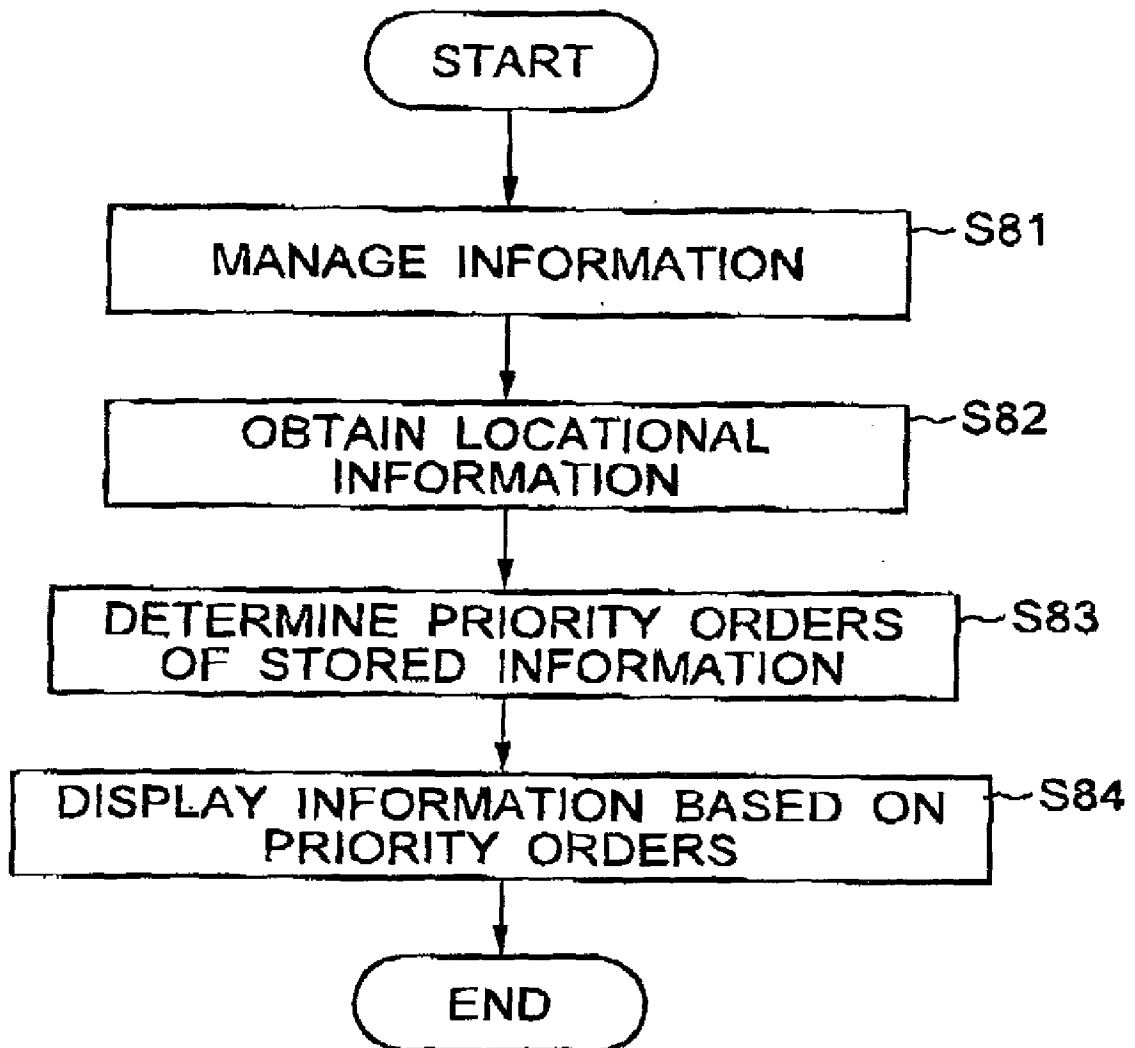 START
MANAGE INFORMATION
S81
OBTAIN LOCATIONAL
INFORMATION
S82
DETERMINE PRIORITY ORDERS
OF STORED INFORMATION
S83
DISPLAY INFORMATION BASED ON
PRIORITY ORDERS
S84
END